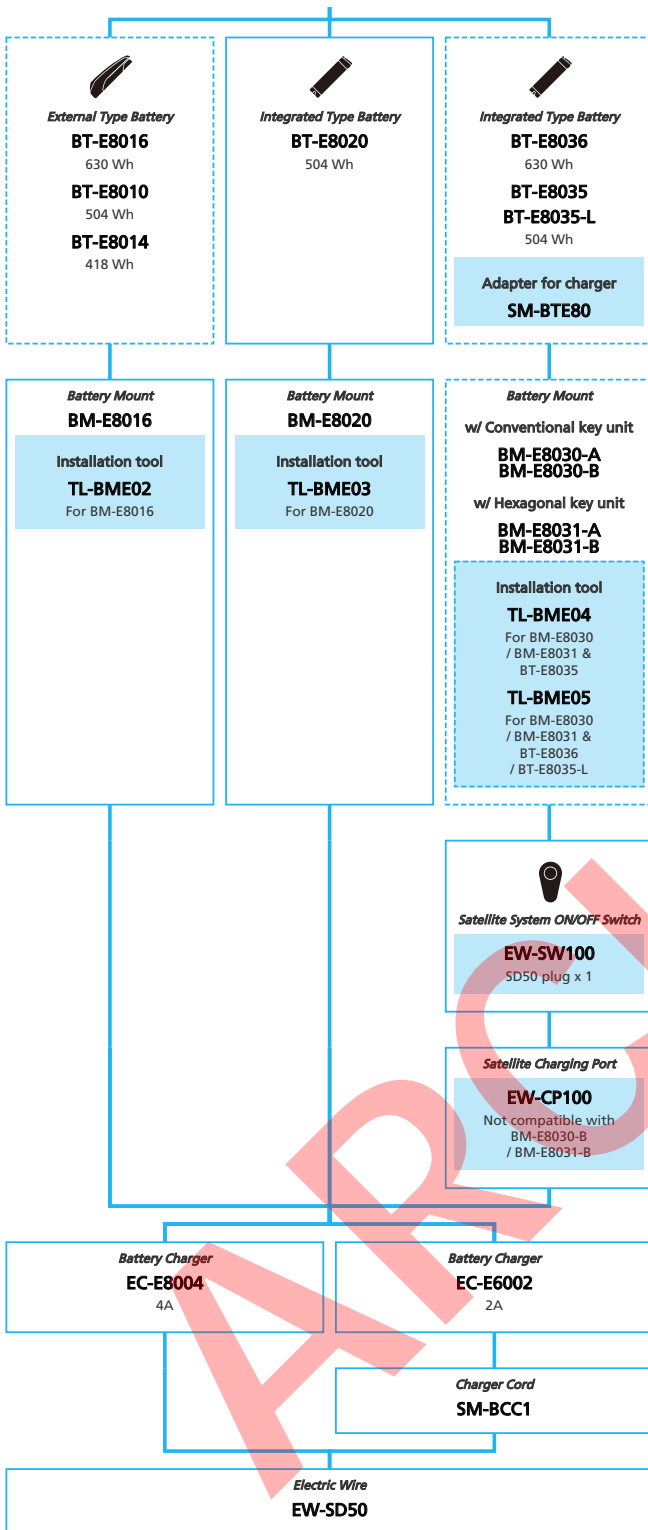 External Type Battery
BT-E8016
630 Wh
BT-E8010
504 Wh
BT-E8014
418 Wh
Integrated Type Battery
BT-E8020
504 Wh
Integrated Type Battery
BT-E8036
630 Wh
BT-E8035
BT-E8035-L
504 Wh
Adapter for charger
SM-BTE80
Battery Mount
BM-E8016
Installation tool
TL-BME02
For BM-E8016
Battery Mount
BM-E8020
Installation tool
TL-BME03
For BM-E8020
Battery Mount
w/ Conventional key unit
BM-E8030-A
BM-E8030-B
w/ Hexagonal key unit
BM-E8031-A
BM-E8031-B
Installation tool
TL-BME04
For BM-E8030
/ BM-E8031 &
BT-E8035
TL-BME05
For BM-E8030
/ BM-E8031 &
BT-E8036
/ BT-E8035-L
Satellite System ON/OFF Switch
EW-SW100
SD50 plug x 1
Satellite Charging Port
EW-CP100
Not compatible with
BM-E8030-B
/ BM-E8031-B
Battery Charger
EC-E8004
4A
Battery Charger
EC-E6002
2A
Charger Cord
SM-BCC1
Electric Wire
EW-SD50